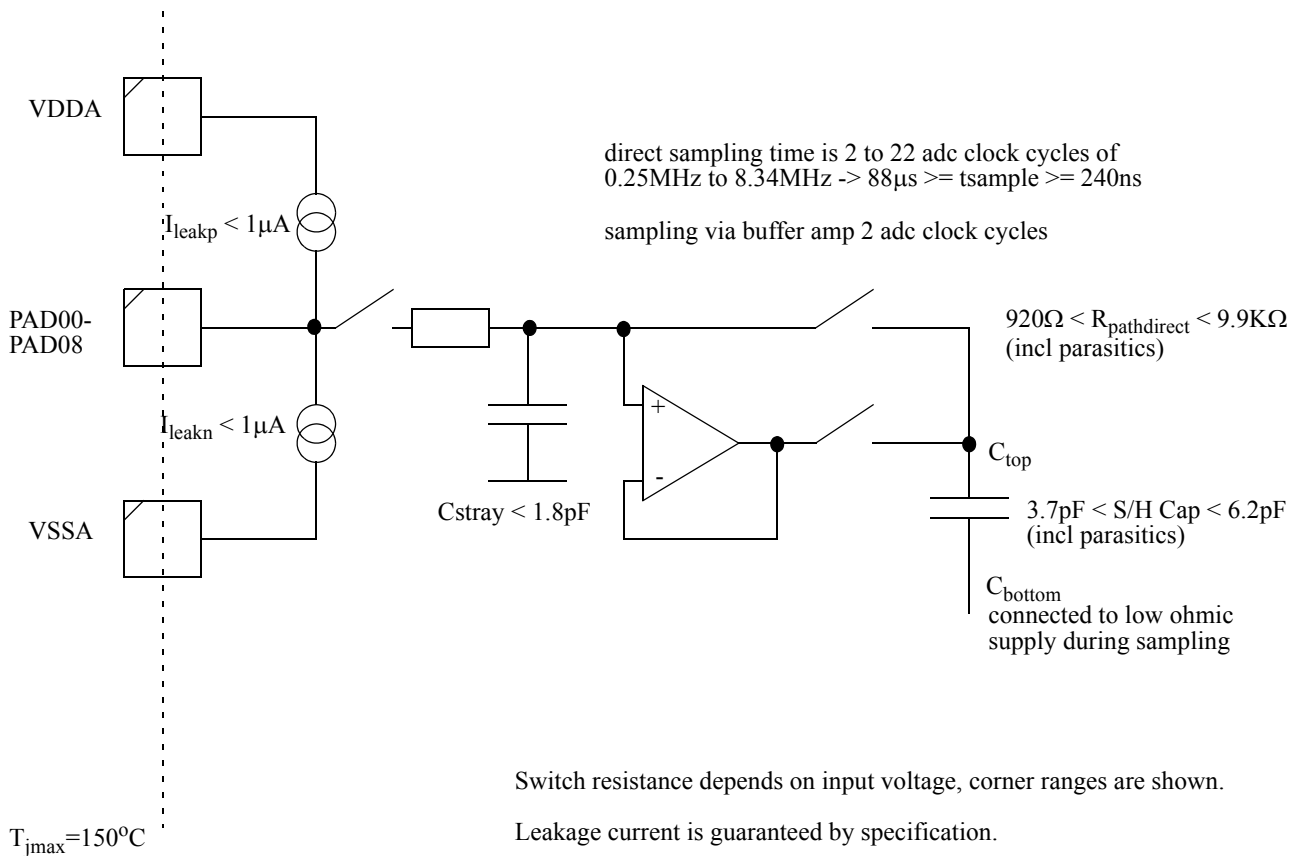 VDDA
direct sampling time is 2 to 22 adc clock cycles of
0.25MHz to 8.34MHz -> 88μs >= tsample >= 240ns
Ileakp < 1μA
sampling via buffer amp 2 adc clock cycles
PAD00-
PAD08
920Ω < Rpathdirect < 9.9KΩ
(incl parasitics)
Ileakn < 1μA
+
-
Ctop
Cstray < 1.8pF
3.7pF < S/H Cap < 6.2pF
(incl parasitics)
VSSA
Cbottom
connected to low ohmic
supply during sampling
Switch resistance depends on input voltage, corner ranges are shown.
Leakage current is guaranteed by specification.
Tjmax=150°C